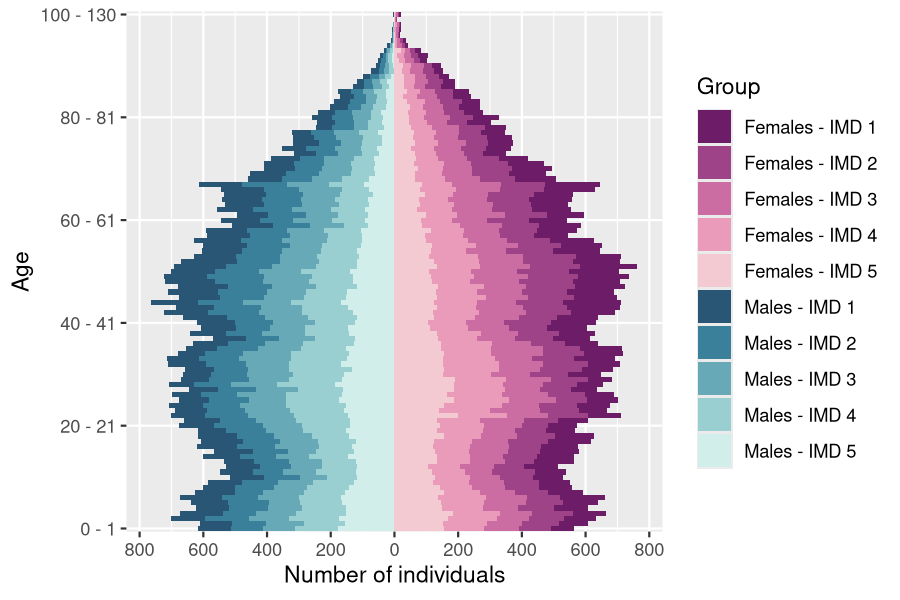 100 - 130
80 - 81
60 - 61
40 - 41
20 - 21
0 - 1
Age
800 600 400 200 0 200 400 600 800
Number of individuals
Group
Females - IMD 1
Females - IMD 2
Females - IMD 3
Females - IMD 4
Females - IMD 5
Males - IMD 1
Males - IMD 2
Males - IMD 3
Males - IMD 4
Males - IMD 5